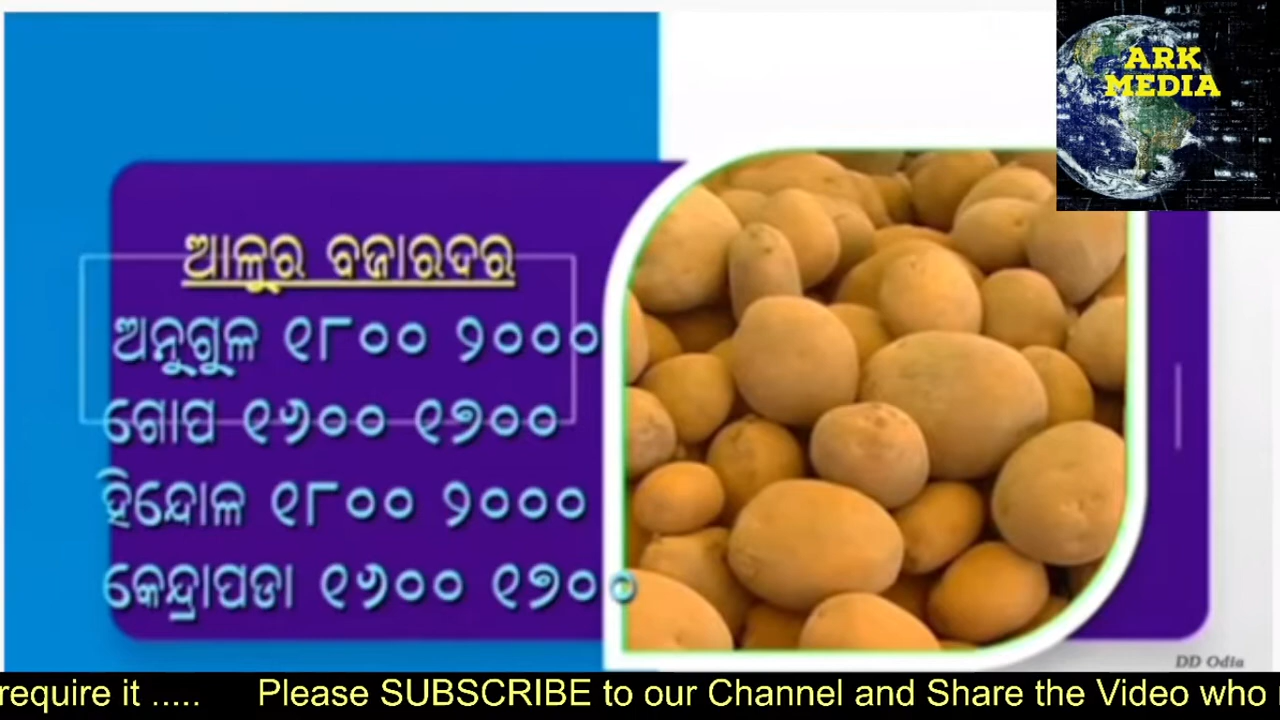 ARK
MEDIA
ଆଳୁର ବଜାରଦର
ଅନୁଗୁଳ ୧୮୦୦ ୨୦୦୦
ଗୋପ ୧୬୦୦ ୧୭୦୦
ହିନ୍ଦୋଳ ୧୮୦୦ ୨୦୦୦
କେନ୍ଦ୍ରାପଡା ୧୬୦୦ ୧୭୦୦
DD Odia
require it ..... Please SUBSCRIBE to our Channel and Share the Video who